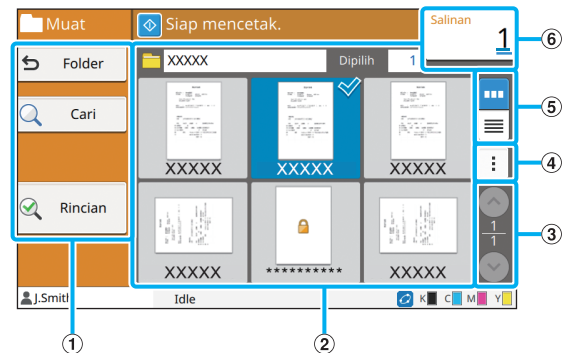 Muat
Siap mencetak.
Salinan
1
6
Folder
XXXXX
Dipilih
1
Cari
5
XXXXX
XXXXX
XXXXX
4
Rincian
1
1
3
XXXXX
**********
XXXXX
J.Smith
Idle
K
C
M
Y
1
2